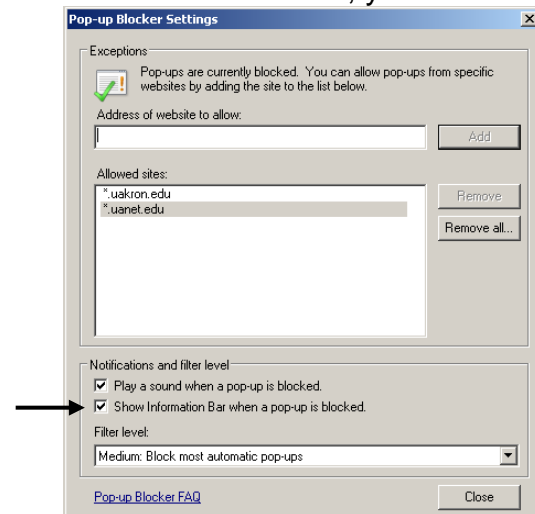 Pop-up Blocker Settings
Exceptions
Pop-ups are currently blocked. You can allow pop-ups from specific
websites by adding the site to the list below.
Address of website to allow:
Add
Allowed sites:
*.uakron.edu
*.uanet.edu
Remove
Remove all...
Notifications and filter level
Play a sound when a pop-up is blocked.
Show Information Bar when a pop-up is blocked.
Filter level:
Medium: Block most automatic pop-ups
Pop-up Blocker FAQ
Close